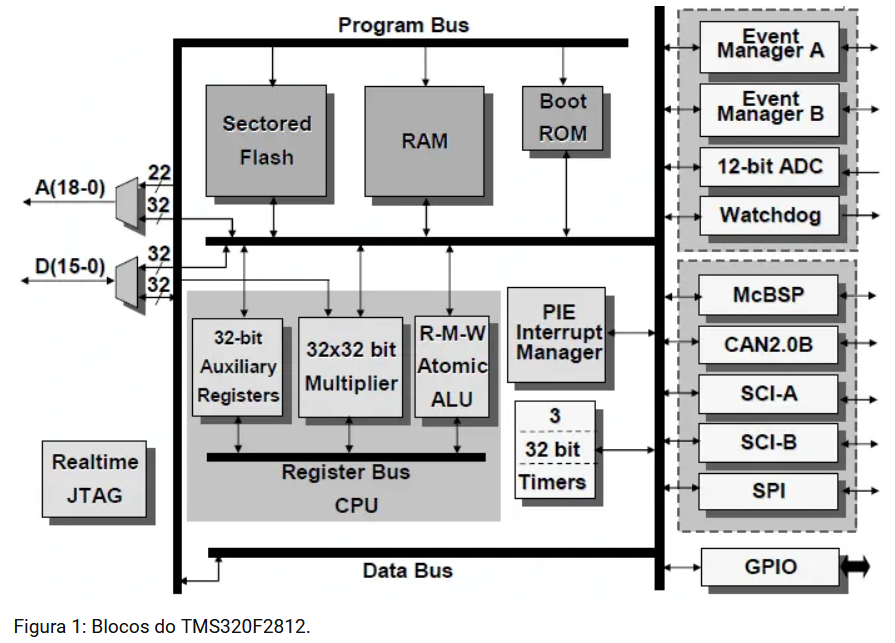 Program Bus
Sectored
Flash
RAM
Boot
ROM
A(18-0)
22
32
D(15-0)
32
32
32-bit
Auxiliary
Registers
32x32 bit
Multiplier
R-M-W
Atomic
ALU
Register Bus
CPU
PIE
Interrupt
Manager
3
32 bit
Timers
Realtime
JTAG
Data Bus
Event
Manager A
Event
Manager B
12-bit ADC
Watchdog
McBSP
CAN2.0B
SCI-A
SCI-B
SPI
GPIO
Figura 1: Blocos do TMS320F2812.